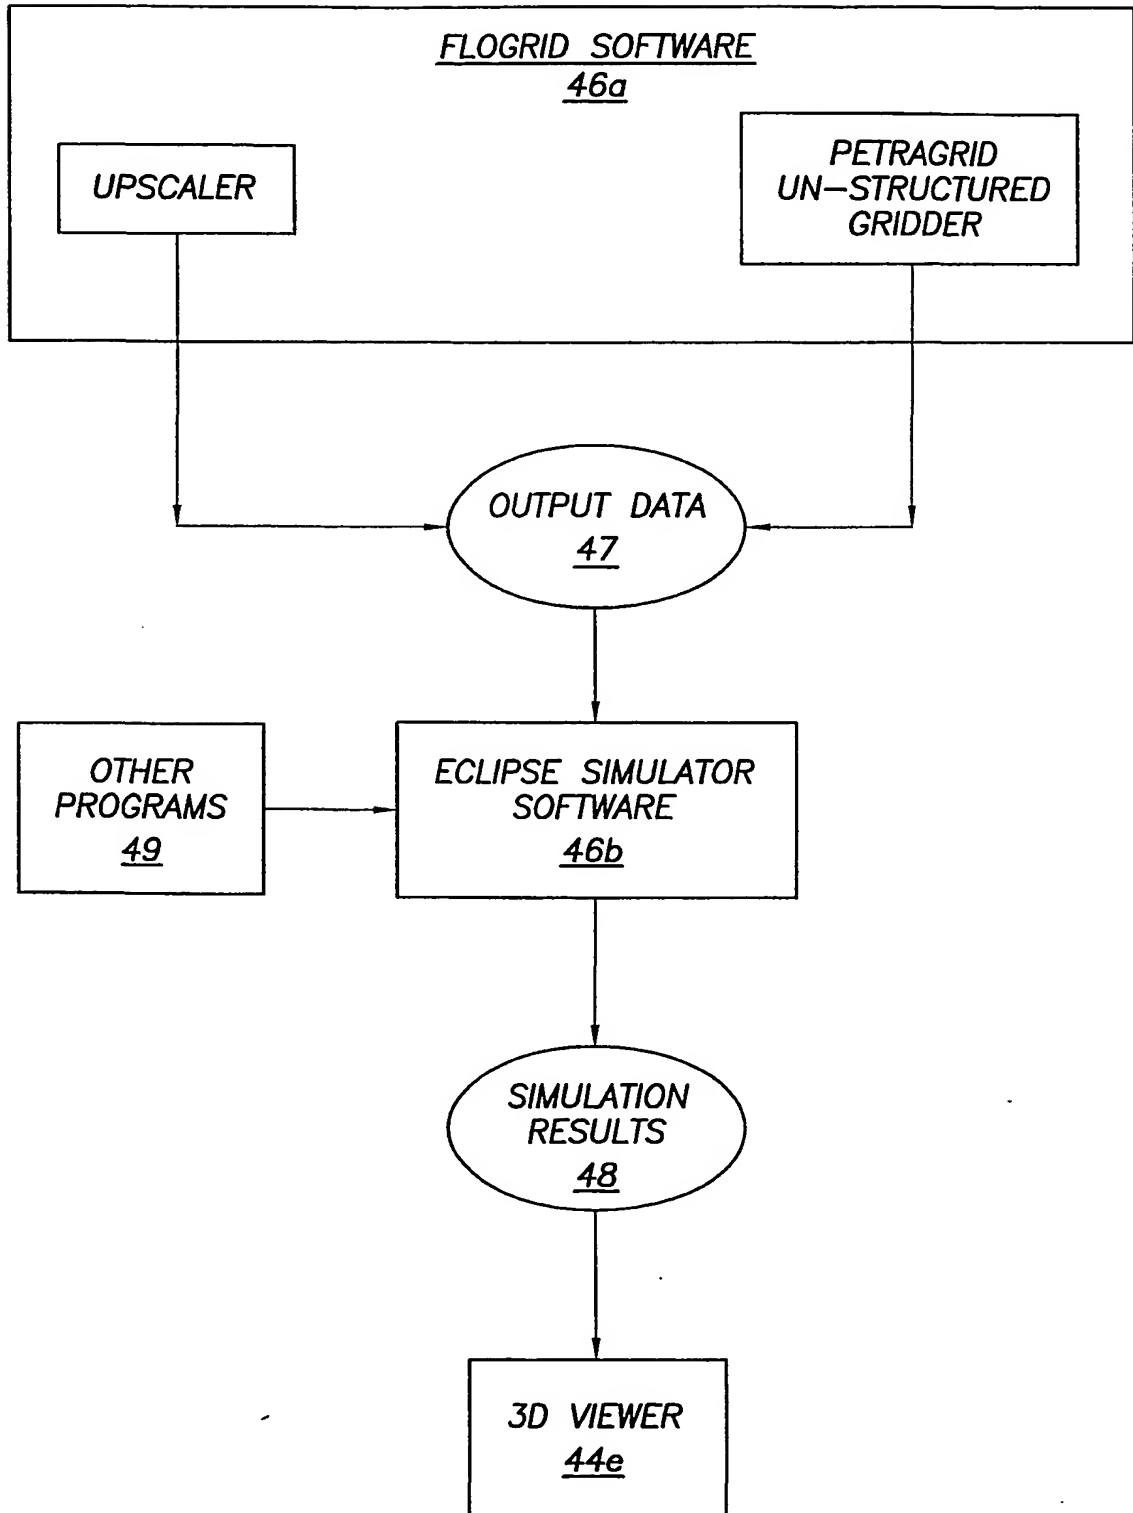 FLOGRID SOFTWARE
46a
UPSCALER
PETRAGRID
UN-STRUCTURED
GRIDDER
OUTPUT DATA
47
OTHER
PROGRAMS
49
ECLIPSE SIMULATOR
SOFTWARE
46b
SIMULATION
RESULTS
48
3D VIEWER
44e